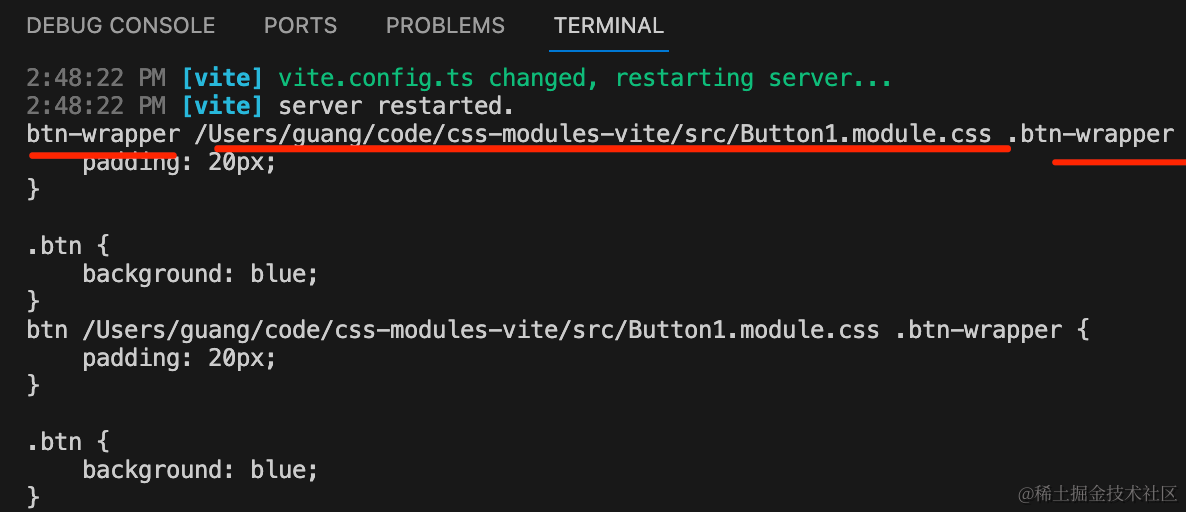 DEBUG CONSOLE PORTS PROBLEMS TERMINAL
2:48:22 PM [vite] vite.config.ts changed, restarting server...
2:48:22 PM [vite] server restarted.
btn-wrapper /Users/guang/code/css-modules-vite/src/Button1.module.css .btn-wrapper
    padding: 20px;
}

.btn {
    background: blue;
}
btn /Users/guang/code/css-modules-vite/src/Button1.module.css .btn-wrapper {
    padding: 20px;
}

.btn {
    background: blue;
}
@稀土掘金技术社区